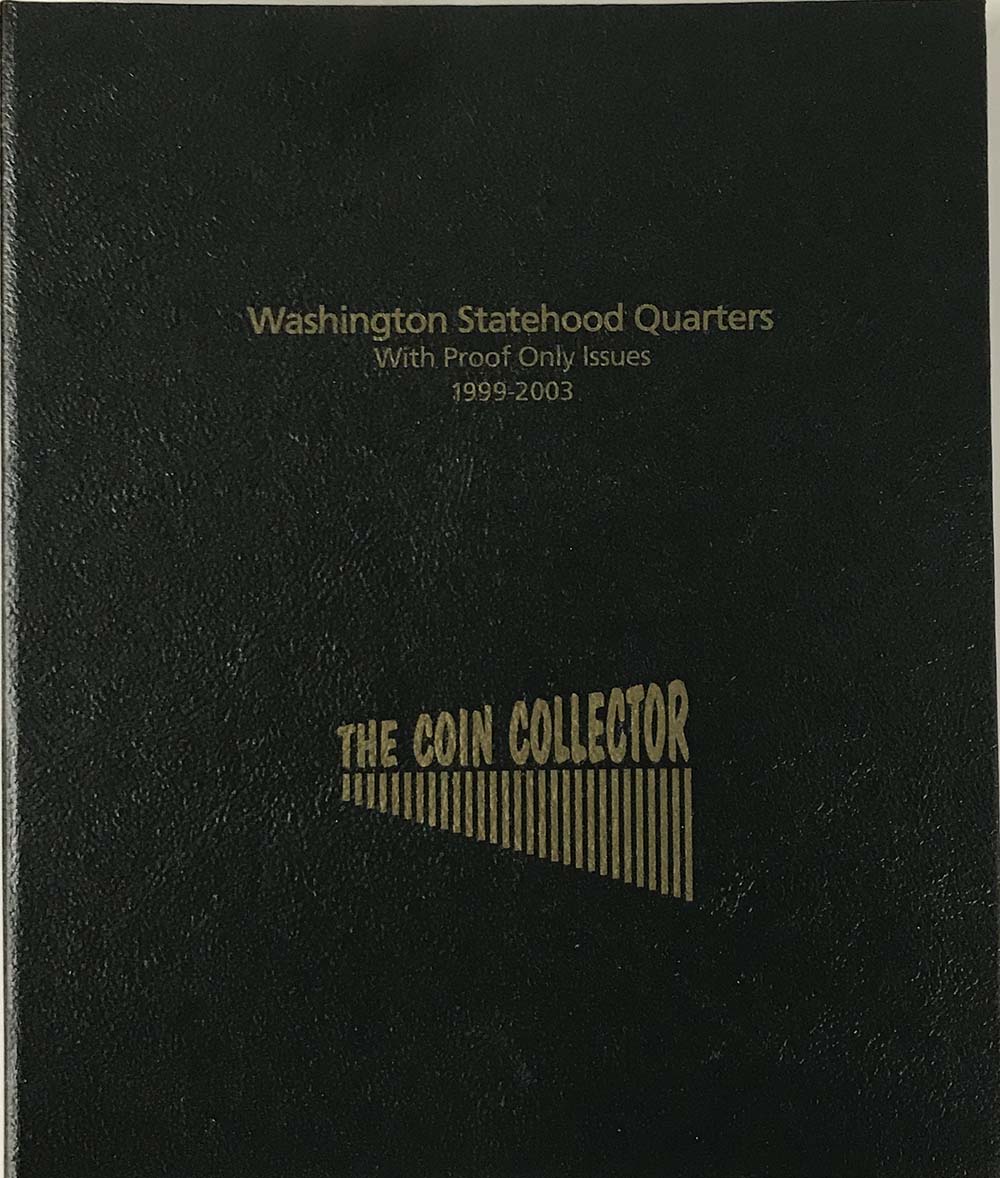 Washington Statehood Quarters
With Proof Only Issues
1999-2003
THE COIN COLLECTOR